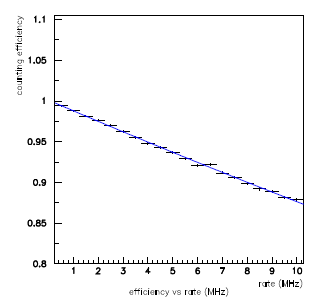 counting efficiency
1.1
1.05
1
0.95
0.9
0.85
0.8
1 2 3 4 5 6 7 8 9 10
rate (MHz)
efficiency vs rate (MHz)